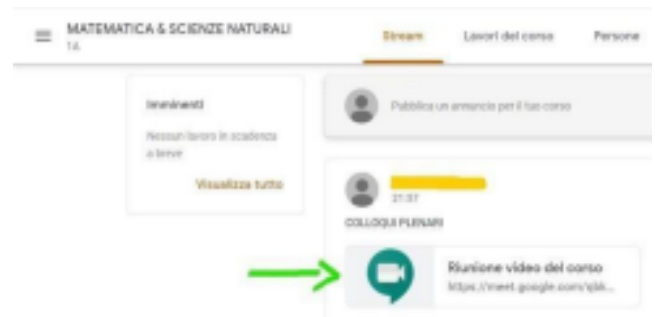 MATEMATICA & SCIENZE NATURALI
1A
Stream
Lavori del corso
Persone
Imminenti
Nessun lavoro in scadenza
a breve
Visualizza tutto
Pubblica un annuncio per il tuo corso
21:37
COLLOQUI PLENARI
Riunione video del corso
https://meet.google.com/